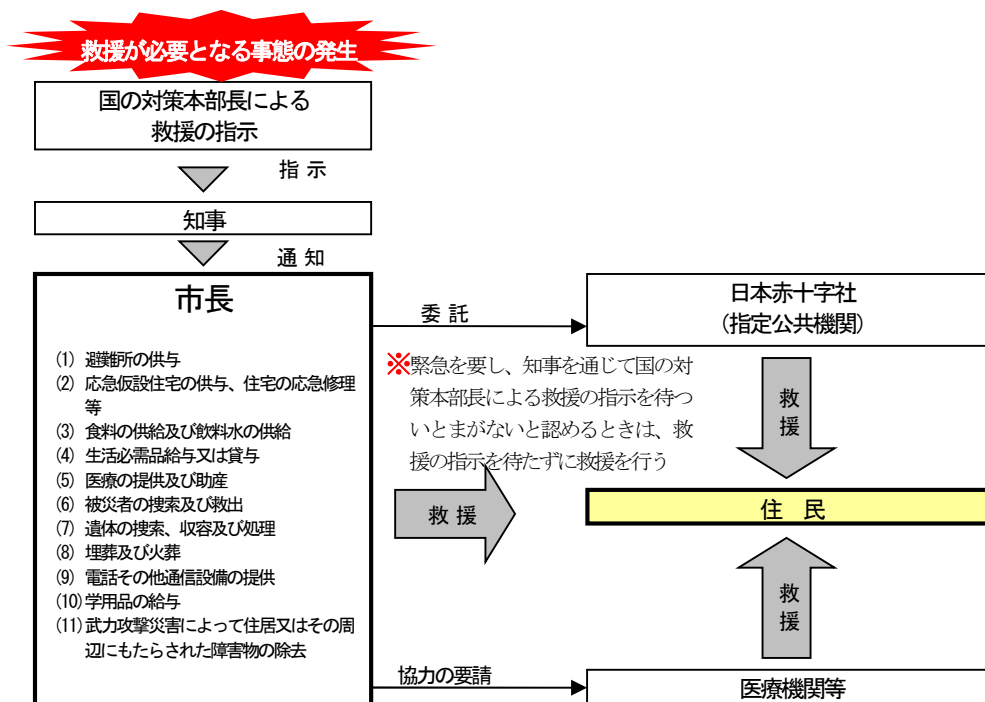 救援が必要となる事態の発生
国の対策本部長による
救援の指示
指 示
知事
通 知
市長
(1) 避難所の供与
(2) 応急仮設住宅の供与、住宅の応急修理
等
(3) 食料の供給及び飲料水の供給
(4) 生活必需品給与又は貸与
(5) 医療の提供及び助産
(6) 被災者の捜索及び救出
(7) 遺体の捜索、収容及び処理
(8) 埋葬及び火葬
(9) 電話その他通信設備の提供
(10) 学用品の給与
(11) 武力攻撃災害によって住居又はその周
辺にもたらされた障害物の除去
委 託
日本赤十字社
(指定公共機関)
※緊急を要し、知事を通じて国の対
策本部長による救援の指示を待つ
いとまがないと認めるときは、救
援の指示を待たずに救援を行う
救援
救 援
住 民
救援
協力の要請
医療機関等